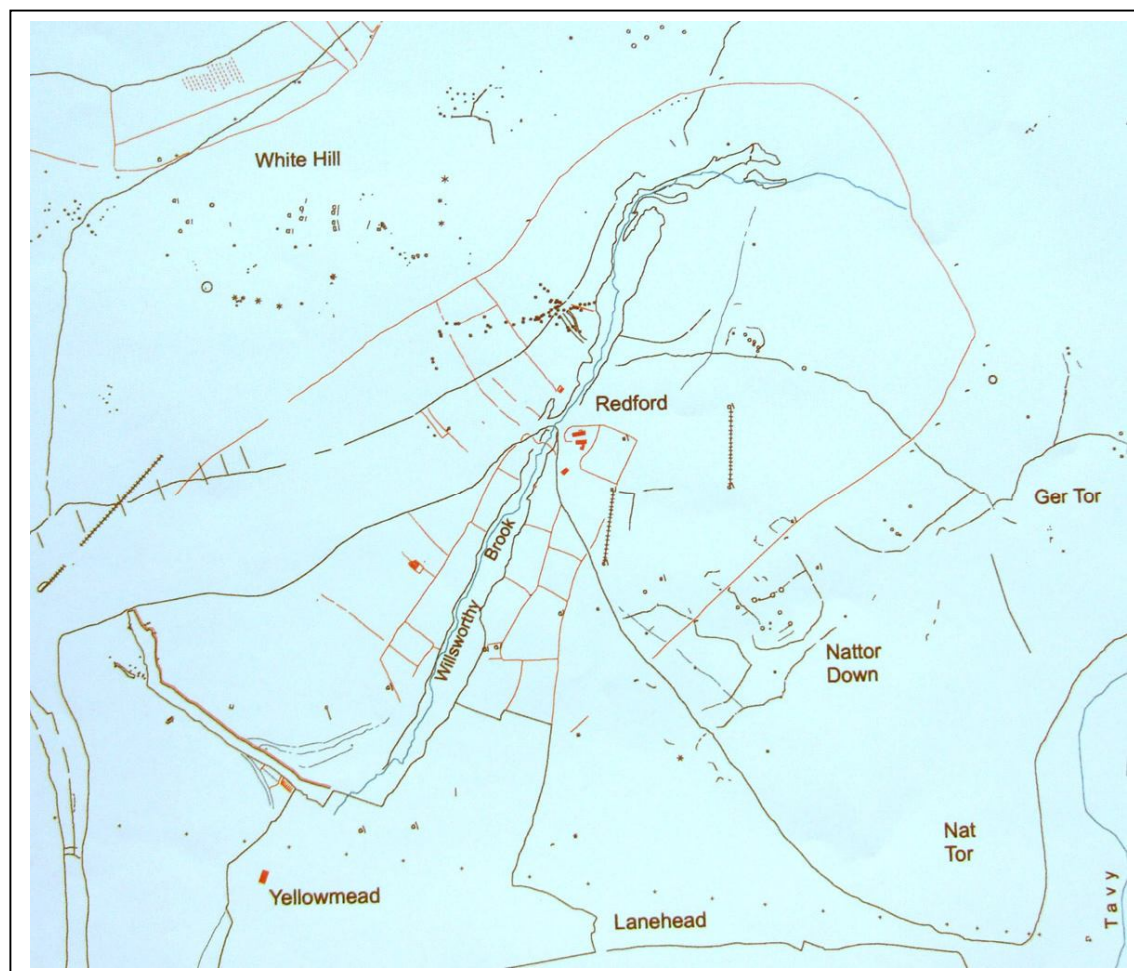 White Hill
Redford
Ger Tor
Brook
Willsworthy
Nattor
Down
Nat
Tor
Yellowmead
Lanehead
Tavy